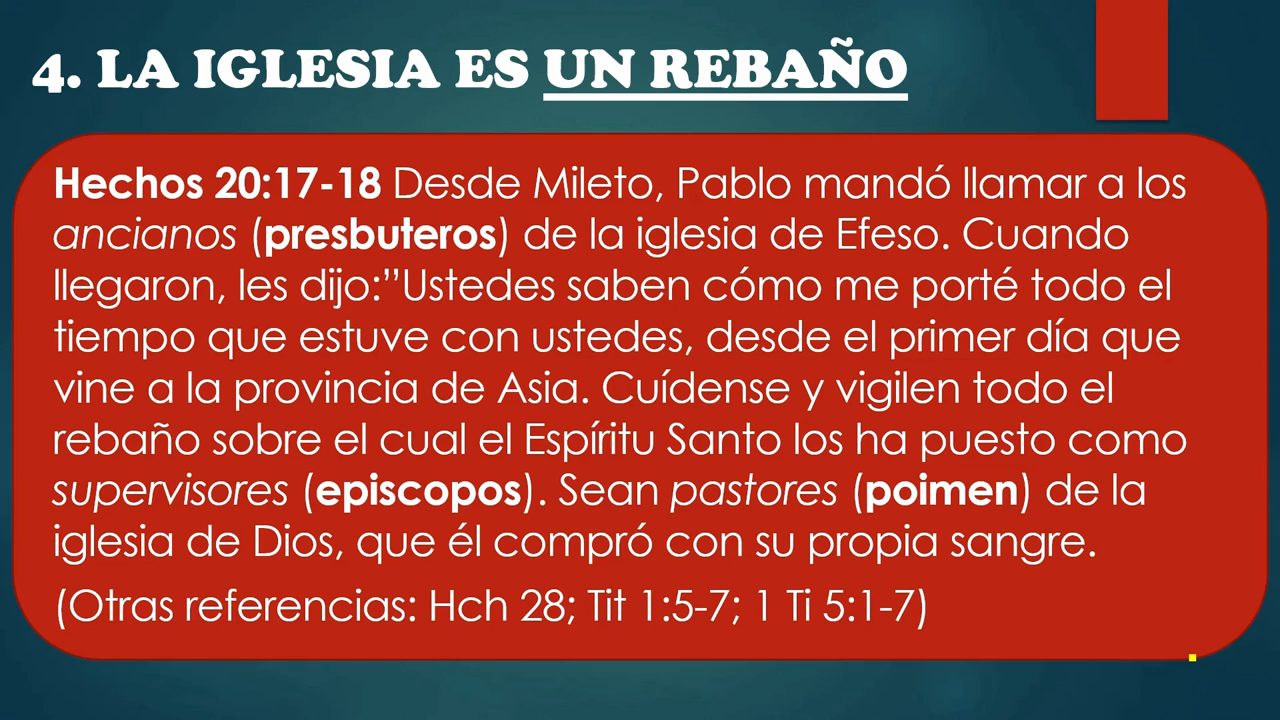 4. LA IGLESIA ES UN REBAÑO
Hechos 20:17-18 Desde Mileto, Pablo mandó llamar a los
ancianos (presbuteros) de la iglesia de Efeso. Cuando
llegaron, les dijo:”Ustedes saben cómo me porté todo el
tiempo que estuve con ustedes, desde el primer día que
vine a la provincia de Asia. Cuídense y vigilen todo el
rebaño sobre el cual el Espíritu Santo los ha puesto como
supervisores (episcopos). Sean pastores (poimen) de la
iglesia de Dios, que él compró con su propia sangre.
(Otras referencias: Hch 28; Tit 1:5-7; 1 Ti 5:1-7)